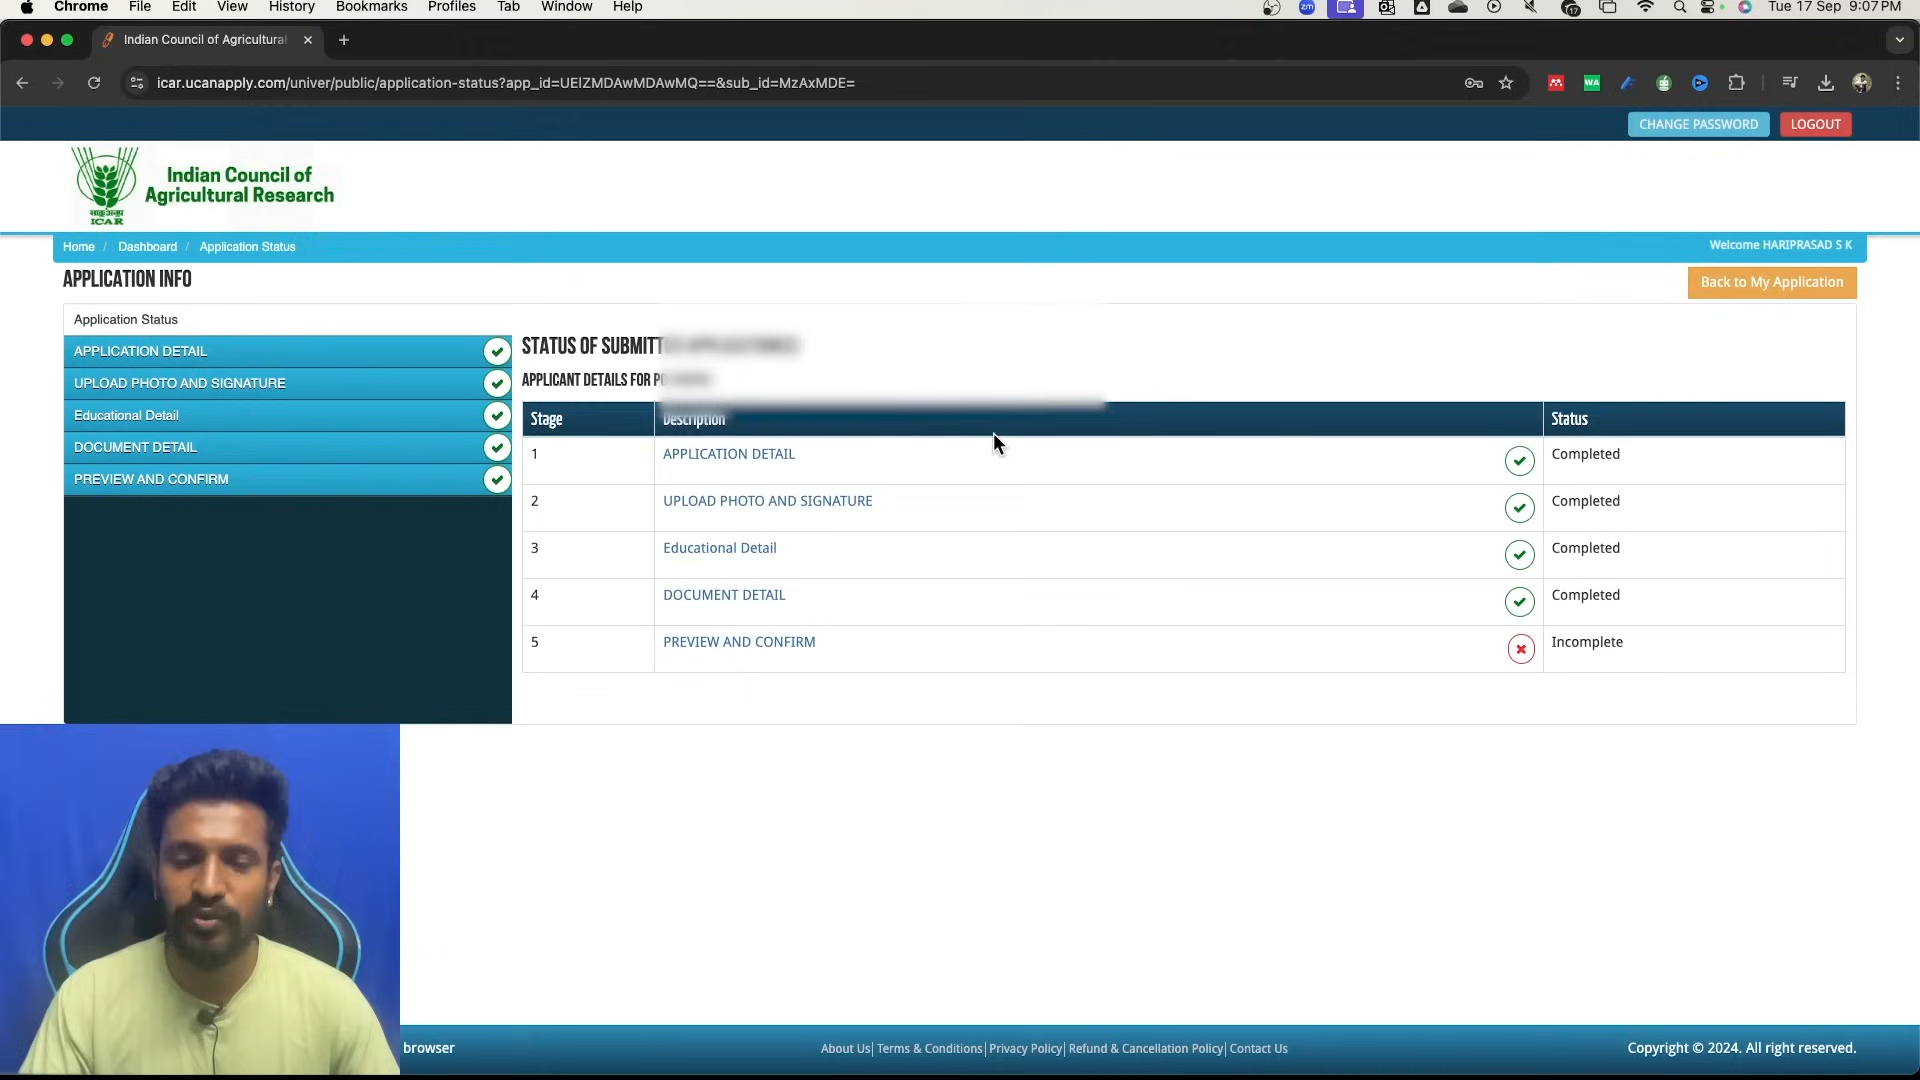 Chrome File Edit View History Bookmarks Profiles Tab Window Help
zm
17
Tue 17 Sep 9:07 PM
Indian Council of Agricultural
icar.ucanapply.com/univer/public/application-status?app_id=UElZMDAwMDAwMQ==&sub_id=MzAxMDE=
WA
CHANGE PASSWORD
LOGOUT
ICAR
Indian Council of
Agricultural Research
Home / Dashboard / Application Status
Welcome HARIPRASAD S K
APPLICATION INFO
Back to My Application
Application Status
APPLICATION DETAIL
UPLOAD PHOTO AND SIGNATURE
Educational Detail
DOCUMENT DETAIL
PREVIEW AND CONFIRM
STATUS OF
APPLICANT DETAILS FOR
Stage Description Status
1 APPLICATION DETAIL Completed
2 UPLOAD PHOTO AND SIGNATURE Completed
3 Educational Detail Completed
4 DOCUMENT DETAIL Completed
5 PREVIEW AND CONFIRM Incomplete
browser
About Us| Terms & Conditions| Privacy Policy| Refund & Cancellation Policy| Contact Us
Copyright © 2024. All right reserved.